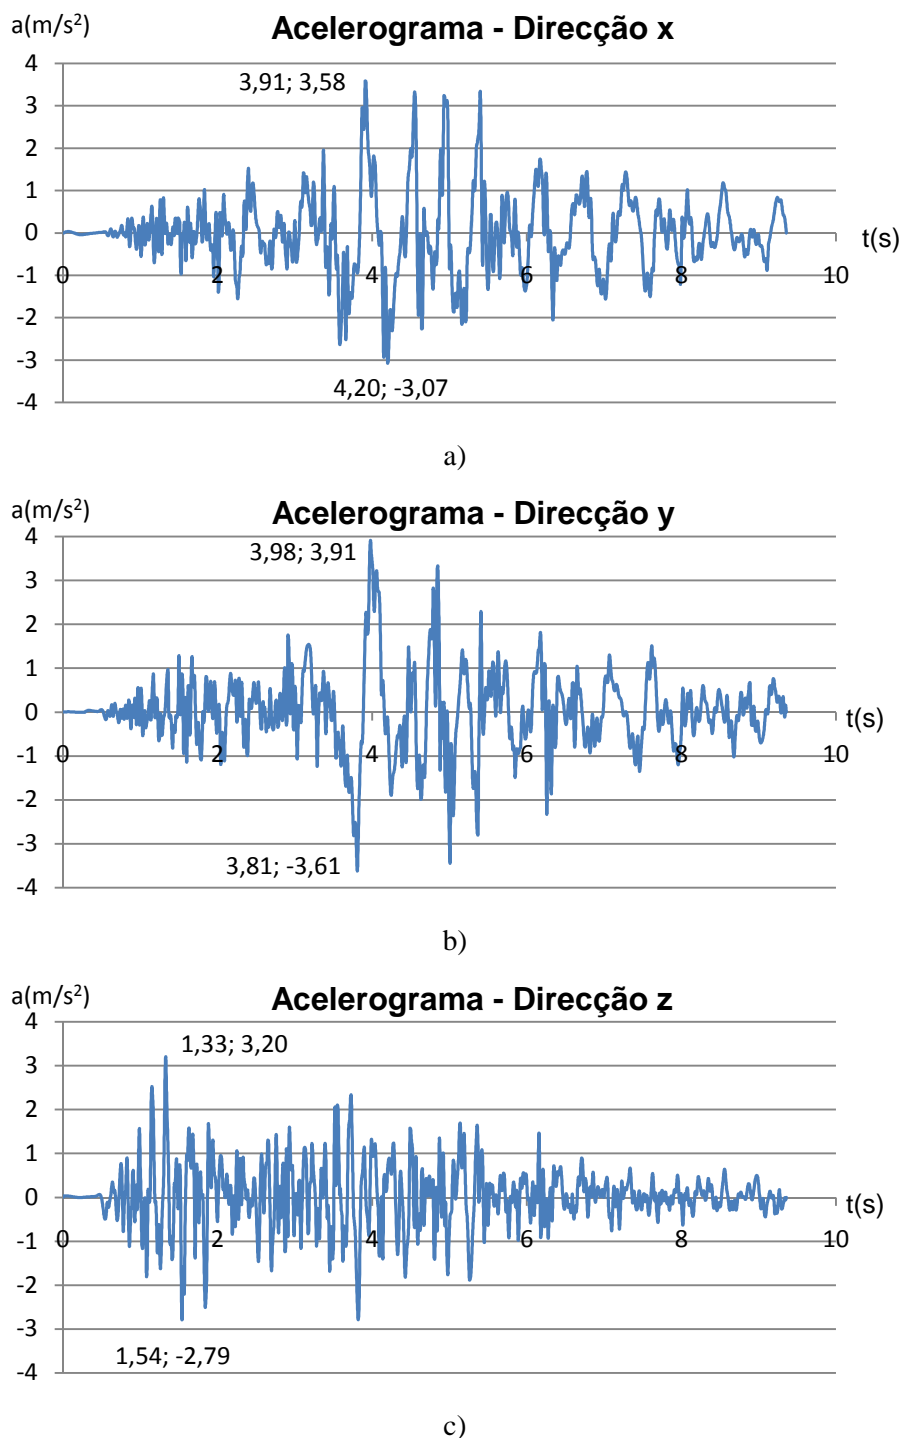 a(m/s²)
Acelerograma - Direcção x
4
3,91; 3,58
3
2
1
0
t(s)
0 2 4 6 8 10
-1
-2
-3
4,20; -3,07
-4
a)
a(m/s²)
Acelerograma - Direcção y
4
3,98; 3,91
3
2
1
0
t(s)
0 2 4 6 8 10
-1
-2
-3
3,81; -3,61
-4
b)
a(m/s²)
Acelerograma - Direcção z
4
1,33; 3,20
3
2
1
0
t(s)
0 2 4 6 8 10
-1
-2
-3
1,54; -2,79
-4
c)